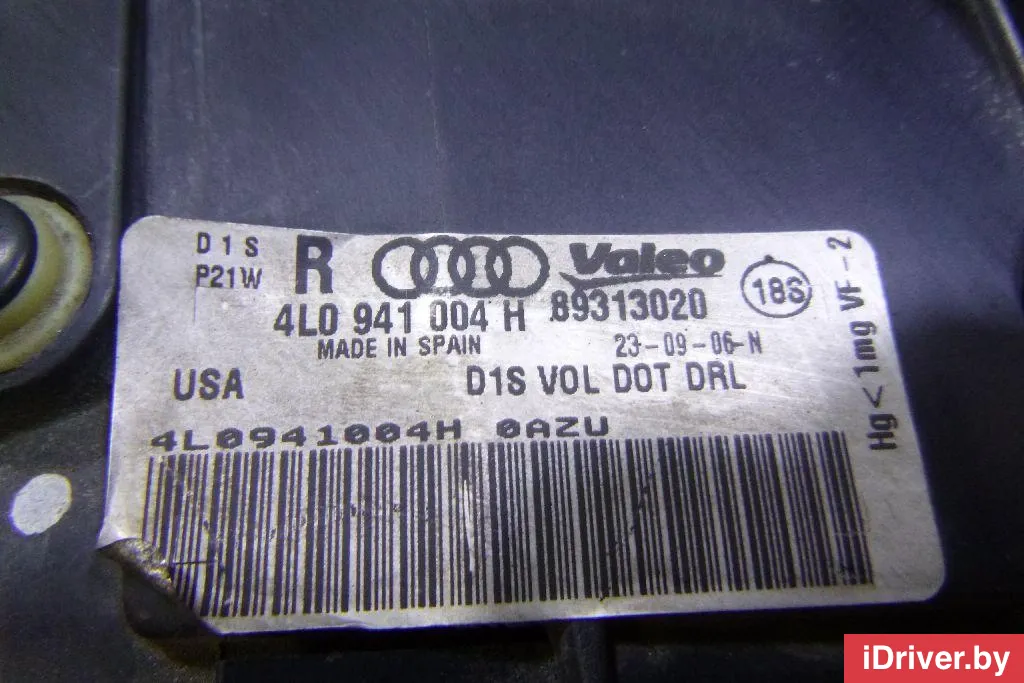 D1S R Valeo
P21W
4L0 941 004 H 89313020 18S
MADE IN SPAIN 23-09-06-N
USA D1S VOL DOT DRL
4L0941004H 0AZU
Hg < 1mg VF-2
iDriver.by